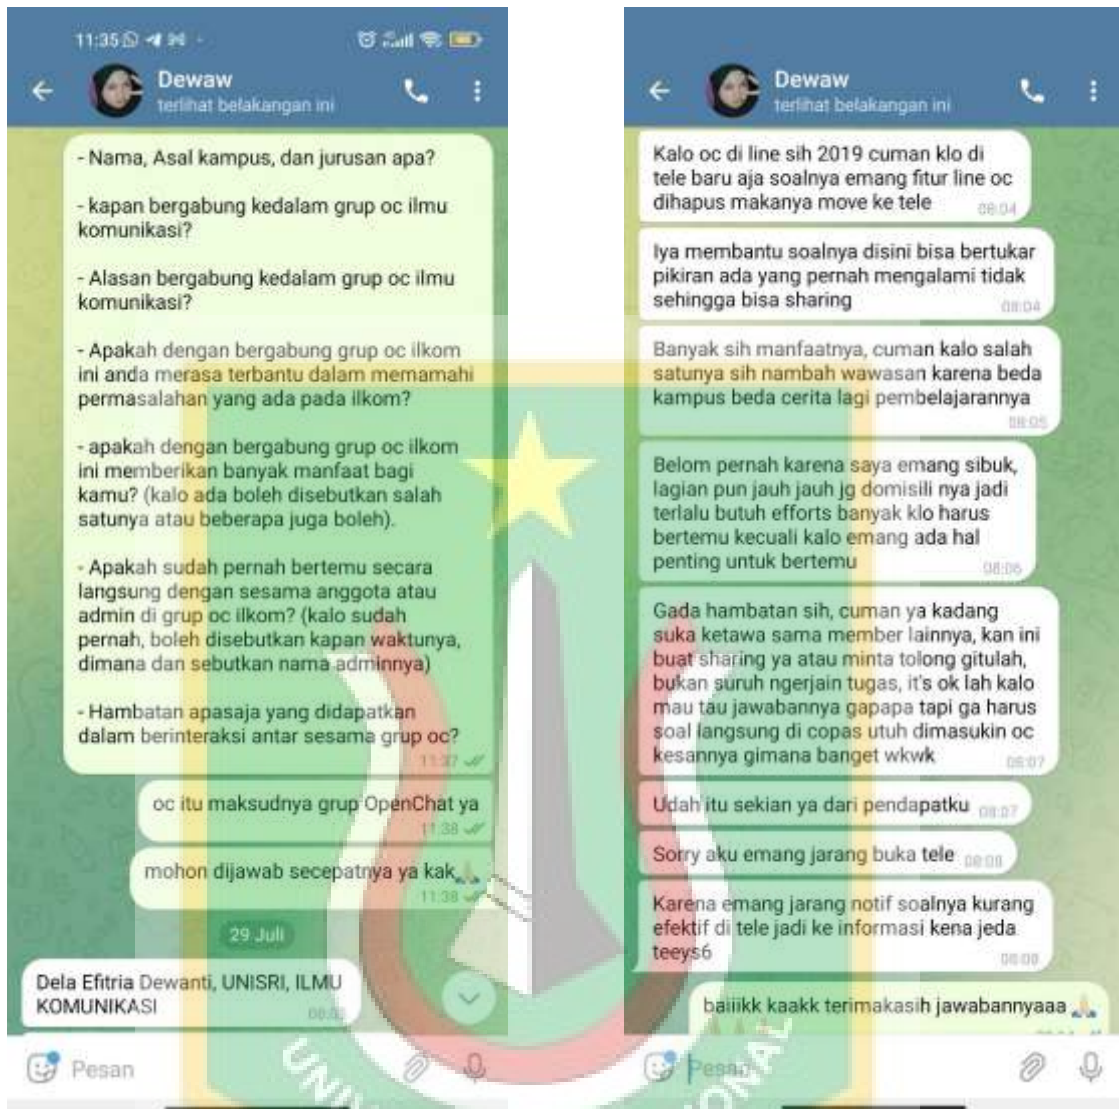 11:35
Dewaw
terlihat belakangan ini
- Nama, Asal kampus, dan jurusan apa?
- kapan bergabung kedalam grup oc ilmu
komunikasi?
- Alasan bergabung kedalam grup oc ilmu
komunikasi?
- Apakah dengan bergabung grup oc ilkom
ini anda merasa terbantu dalam memamahi
permasalahan yang ada pada ilkom?
- apakah dengan bergabung grup oc ilkom
ini memberikan banyak manfaat bagi
kamu? (kalo ada boleh disebutkan salah
satunya atau beberapa juga boleh).
- Apakah sudah pernah bertemu secara
langsung dengan sesama anggota atau
admin di grup oc ilkom? (kalo sudah
pernah, boleh disebutkan kapan waktunya,
dimana dan sebutkan nama adminnya)
- Hambatan apasaja yang didapatkan
dalam berinteraksi antar sesama grup oc?
11:37
oc itu maksudnya grup OpenChat ya
11:38
mohon dijawab secepatnya ya kak
11:38
29 Juli
Dela Efitria Dewanti, UNISRI, ILMU
KOMUNIKASI
Pesan
Dewaw
terlihat belakangan ini
Kalo oc di line sih 2019 cuman klo di
tele baru aja soalnya emang fitur line oc
dihapus makanya move ke tele
08:04
Iya membantu soalnya disini bisa bertukar
pikiran ada yang pernah mengalami tidak
sehingga bisa sharing
08:04
Banyak sih manfaatnya, cuman kalo salah
satunya sih nambah wawasan karena beda
kampus beda cerita lagi pembelajarannya
08:05
Belom pernah karena saya emang sibuk,
lagian pun jauh jauh jg domisili nya jadi
terlalu butuh efforts banyak klo harus
bertemu kecuali kalo emang ada hal
penting untuk bertemu
08:06
Gada hambatan sih, cuman ya kadang
suka ketawa sama member lainnya, kan ini
buat sharing ya atau minta tolong gitulah,
bukan suruh ngerjain tugas, it's ok lah kalo
mau tau jawabannya gapapa tapi ga harus
soal langsung di copas utuh dimasukin oc
kesannya gimana banget wkwk
08:07
Udah itu sekian ya dari pendapatku
08:07
Sorry aku emang jarang buka tele
08:08
Karena emang jarang notif soalnya kurang
efektif di tele jadi ke informasi kena jeda
teeys6
08:08
baiiikk kaakk terimakasih jawabannyaaa
Pesan